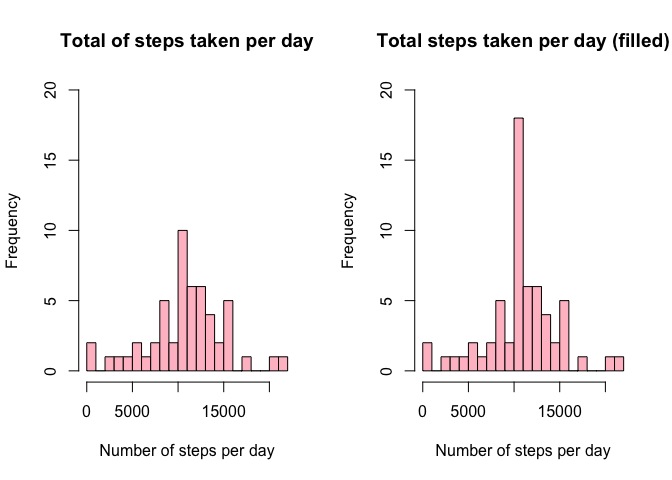 Total of steps taken per day
20
15
10
5
0
Frequency
0 5000 15000
Number of steps per day
Total steps taken per day (filled)
20
15
10
5
0
Frequency
0 5000 15000
Number of steps per day